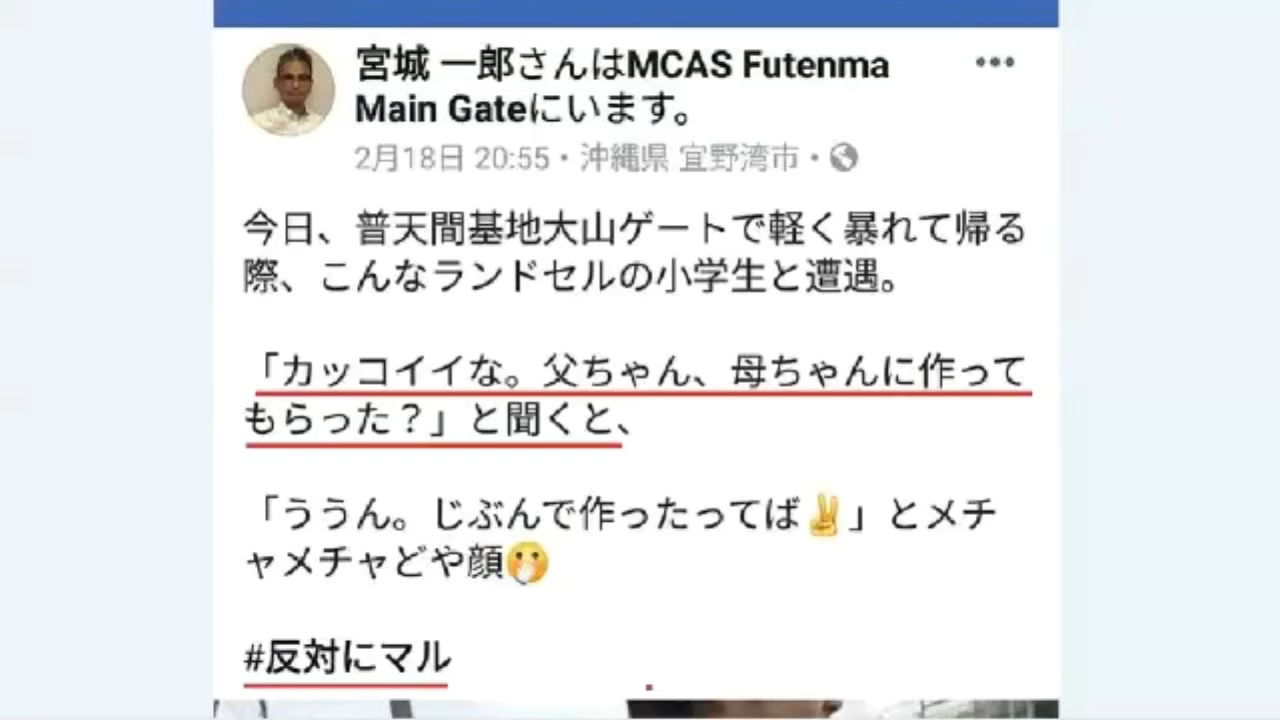 宮城 一郎さんはMCAS Futenma
Main Gateにいます。
2月18日 20:55・沖縄県 宜野湾市・
今日、普天間基地大山ゲートで軽く暴れて帰る
際、こんなランドセルの小学生と遭遇。
「カッコイイな。父ちゃん、母ちゃんに作って
もらった？」と聞くと、
「ううん。じぶんで作ったってば✌」とメチ
ャメチャどや顔🤭
#反対にマル